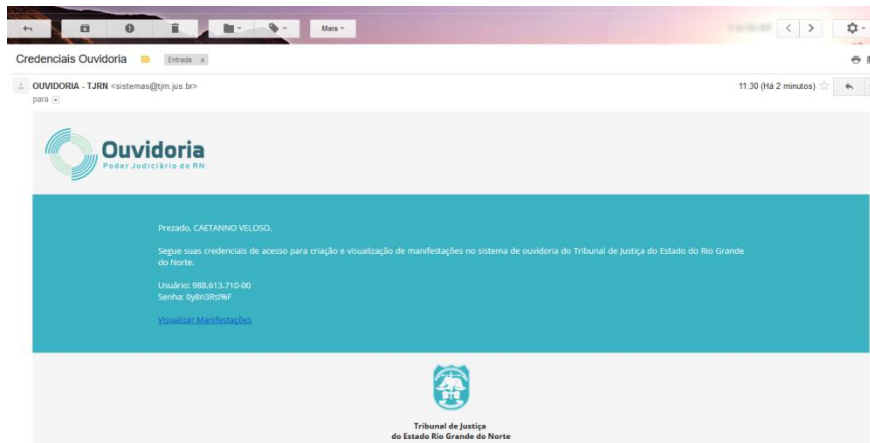 Mais
Credenciais Ouvidoria Entrada x
OUVIDORIA - TJRN <sistemas@tjrn.jus.br> 11:30 (Há 2 minutos)
para
Ouvidoria
Poder Judiciário do RN
Prezado, CAETANNO VELOSO.
Segue suas credenciais de acesso para criação e visualização de manifestações no sistema de ouvidoria do Tribunal de Justiça do Estado do Rio Grande
do Norte.
Usuário: 988.613.710-00
Senha:
Visualizar Manifestações
Tribunal de Justiça
do Estado Rio Grande do Norte